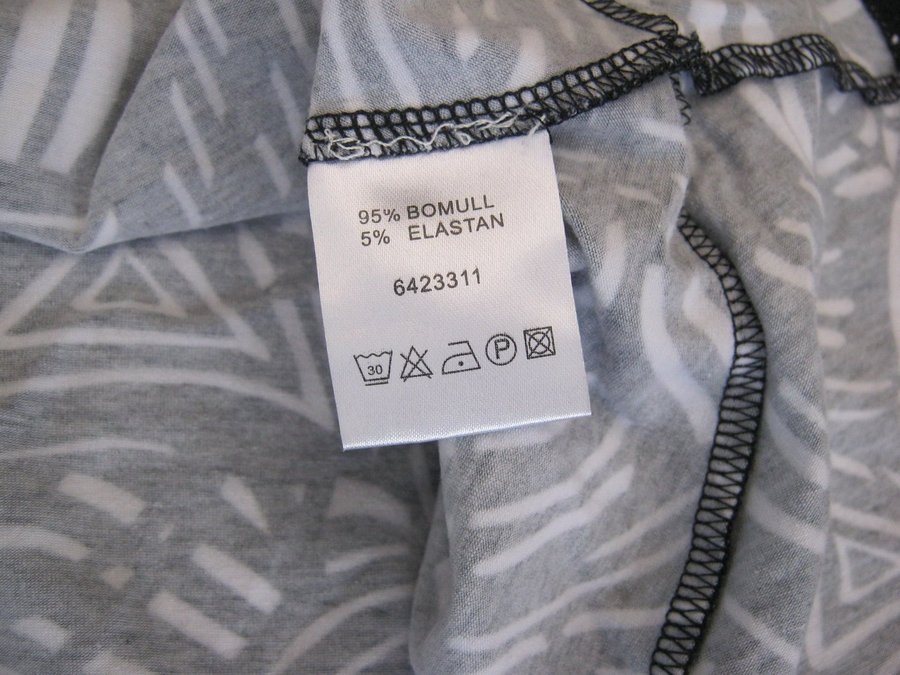 95% BOMULL
5% ELASTAN
6423311
30 P